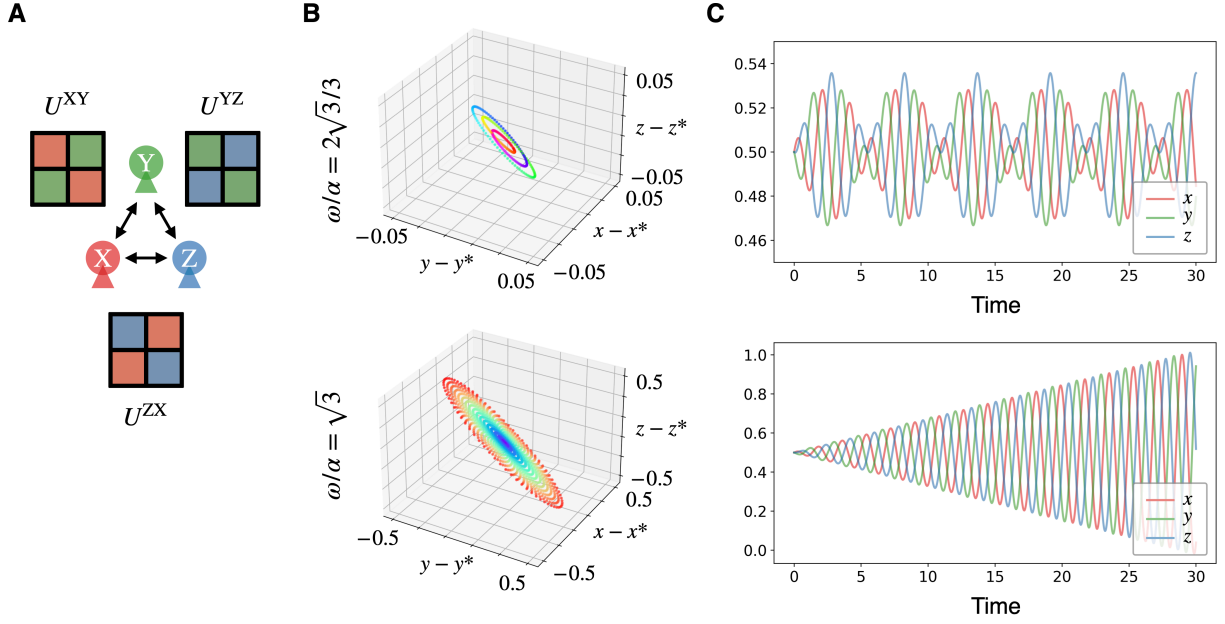 A
U^XY
U^YZ
Y
X
Z
U^ZX
B
ω/α = 2√3/3
0.05
z − z*
−0.05
0.05
x − x*
−0.05
−0.05
y − y*
0.05
ω/α = √3
0.5
z − z*
−0.5
0.5
x − x*
−0.5
−0.5
y − y*
0.5
C
0.54
0.52
0.50
0.48
0.46
x
y
z
0 5 10 15 20 25 30
Time
1.0
0.8
0.6
0.4
0.2
0.0
x
y
z
0 5 10 15 20 25 30
Time